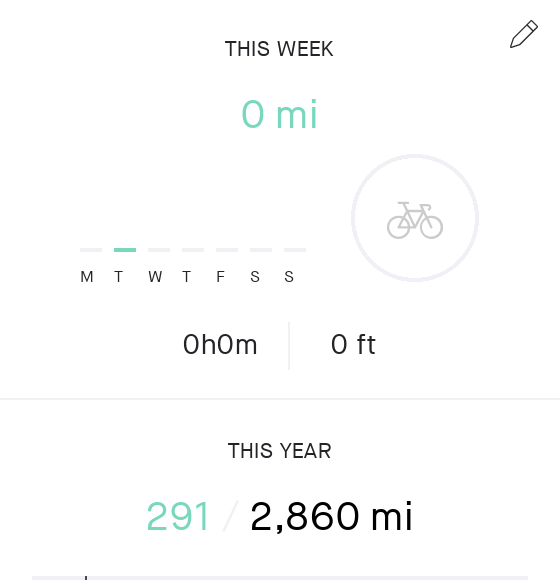 THIS WEEK
0 mi
M T W T F S S
0h0m 0 ft
THIS YEAR
291 / 2,860 mi